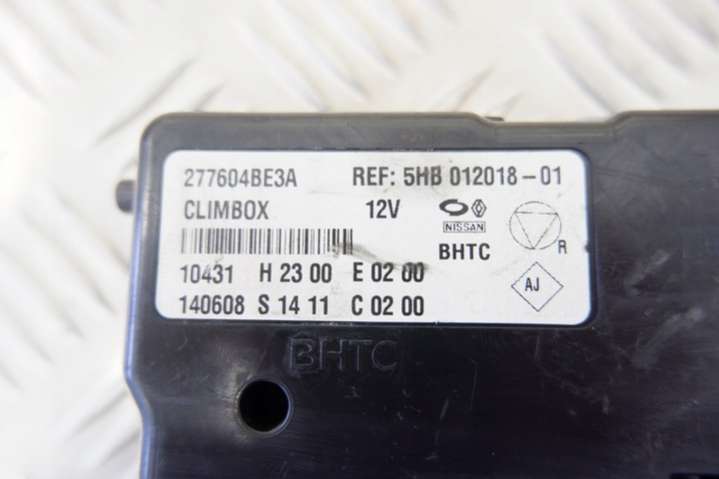 277604BE3A REF: 5HB 012018-01
CLIMBOX 12V
NISSAN
BHTC
R
10431 H 23 00 E 02 00
AJ
140608 S 14 11 C 02 00
BHTC